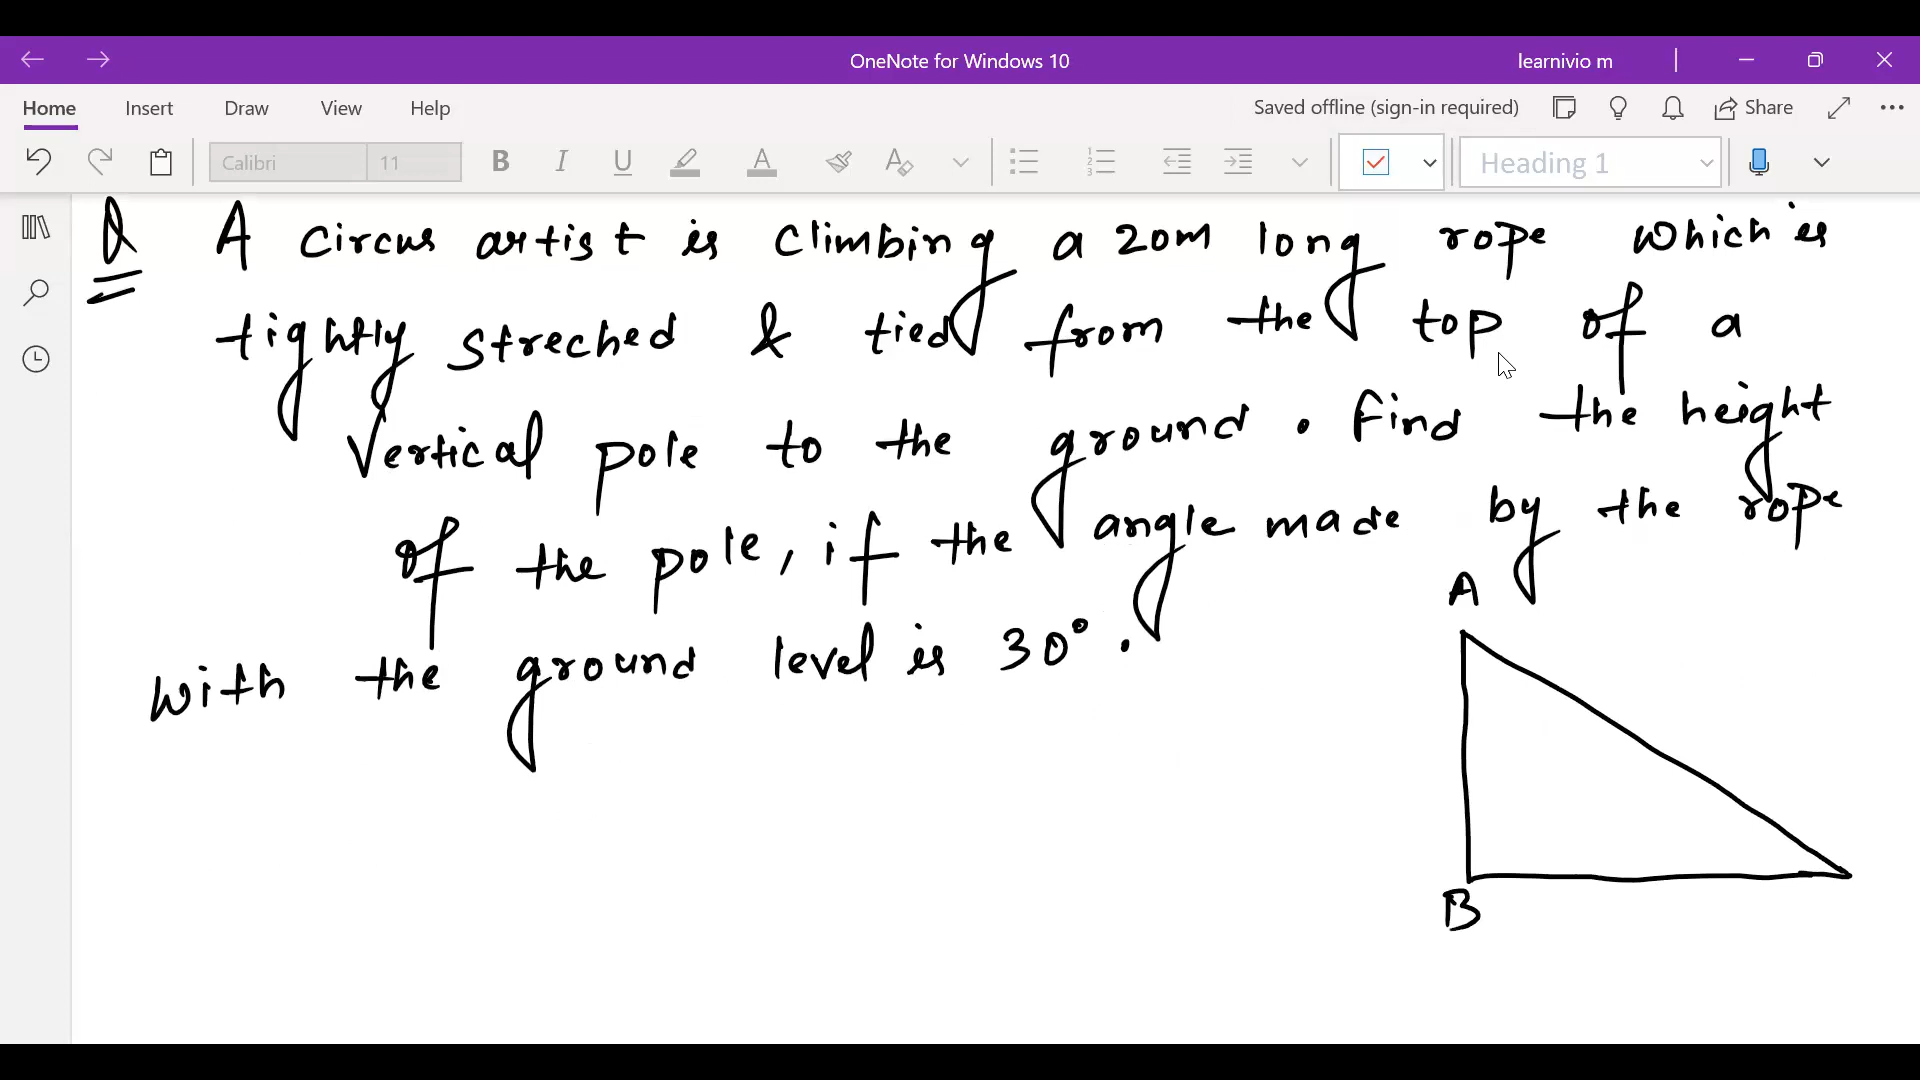 OneNote for Windows 10
learnivio m
Home Insert Draw View Help
Saved offline (sign-in required) Share
Calibri 11 B I U A A Heading 1
Q A circus artist is climbing a 20m long rope which is
tightly streched & tied from the top of a
Vertical pole to the ground. Find the height
of the pole, if the angle made by the rope
with the ground level is 30°.
A
B